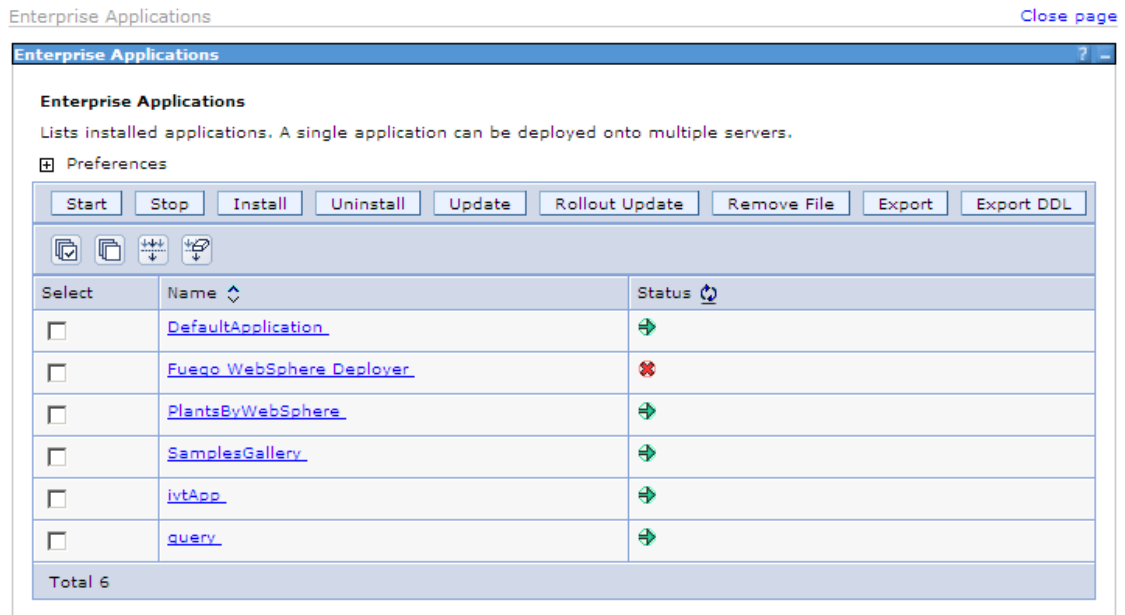 Enterprise Applications Close page
Enterprise Applications ? _
Enterprise Applications
Lists installed applications. A single application can be deployed onto multiple servers.
Preferences
Start Stop Install Uninstall Update Rollout Update Remove File Export Export DDL
Select Name Status
DefaultApplication
Fuego WebSphere Deployer
PlantsByWebSphere
SamplesGallery
ivtApp
query
Total 6